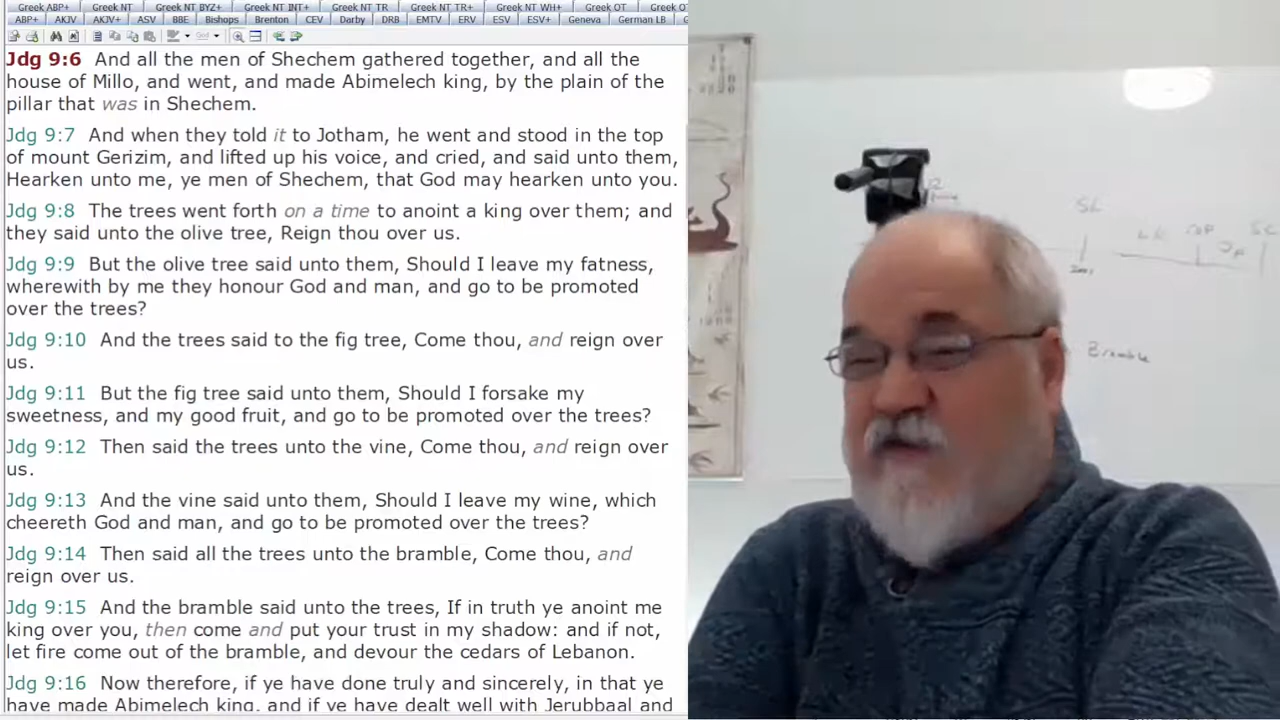 Greek ABP+ Greek NT Greek NT BYZ+ Greek NT INT+ Greek NT TR Greek NT TR+ Greek NT WH+ Greek OT
ABP+ AKJV AKJV+ ASV BBE Bishops Brenton CEV Darby DRB EMTV ERV ESV ESV+ Geneva German LB
Jdg 9:6 And all the men of Shechem gathered together, and all the
house of Millo, and went, and made Abimelech king, by the plain of the
pillar that was in Shechem.
Jdg 9:7 And when they told it to Jotham, he went and stood in the top
of mount Gerizim, and lifted up his voice, and cried, and said unto them,
Hearken unto me, ye men of Shechem, that God may hearken unto you.
Jdg 9:8 The trees went forth on a time to anoint a king over them; and
they said unto the olive tree, Reign thou over us.
Jdg 9:9 But the olive tree said unto them, Should I leave my fatness,
wherewith by me they honour God and man, and go to be promoted
over the trees?
Jdg 9:10 And the trees said to the fig tree, Come thou, and reign over
us.
Jdg 9:11 But the fig tree said unto them, Should I forsake my
sweetness, and my good fruit, and go to be promoted over the trees?
Jdg 9:12 Then said the trees unto the vine, Come thou, and reign over
us.
Jdg 9:13 And the vine said unto them, Should I leave my wine, which
cheereth God and man, and go to be promoted over the trees?
Jdg 9:14 Then said all the trees unto the bramble, Come thou, and
reign over us.
Jdg 9:15 And the bramble said unto the trees, If in truth ye anoint me
king over you, then come and put your trust in my shadow: and if not,
let fire come out of the bramble, and devour the cedars of Lebanon.
Jdg 9:16 Now therefore, if ye have done truly and sincerely, in that ye
have made Abimelech king, and if ye have dealt well with Jerubbaal and
SL
Bramble